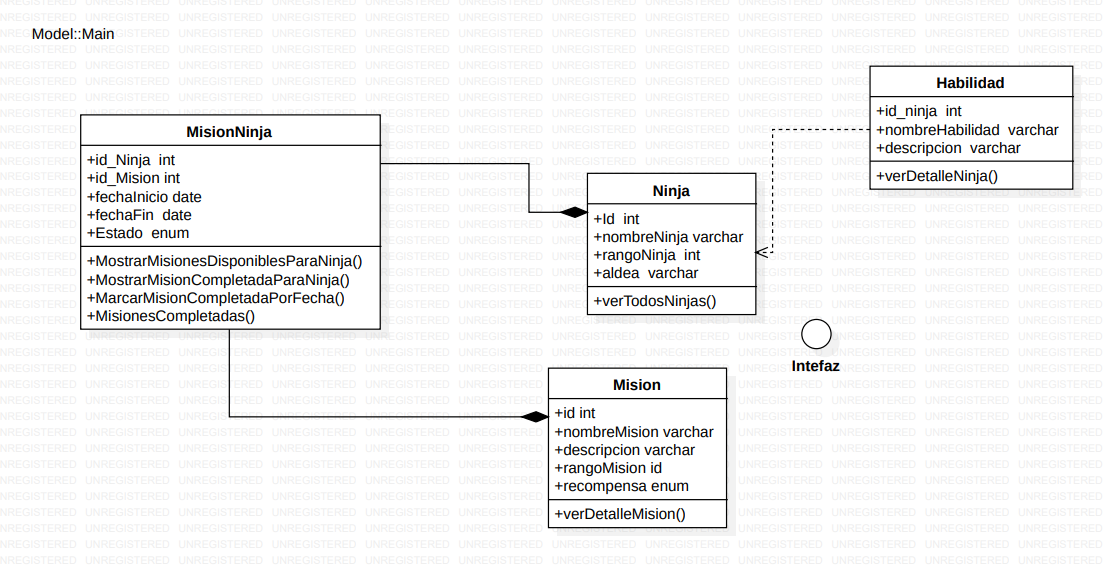 Model::Main
MisionNinja
+id_Ninja int
+id_Mision int
+fechaInicio date
+fechaFin date
+Estado enum
+MostrarMisionesDisponiblesParaNinja()
+MostrarMisionCompletadaParaNinja()
+MarcarMisionCompletadaPorFecha()
+MisionesCompletadas()
Ninja
+Id int
+nombreNinja varchar
+rangoNinja int
+aldea varchar
+verTodosNinjas()
Habilidad
+id_ninja int
+nombreHabilidad varchar
+descripcion varchar
+verDetalleNinja()
Intefaz
Mision
+id int
+nombreMision varchar
+descripcion varchar
+rangoMision id
+recompensa enum
+verDetalleMision()
UNREGISTERED